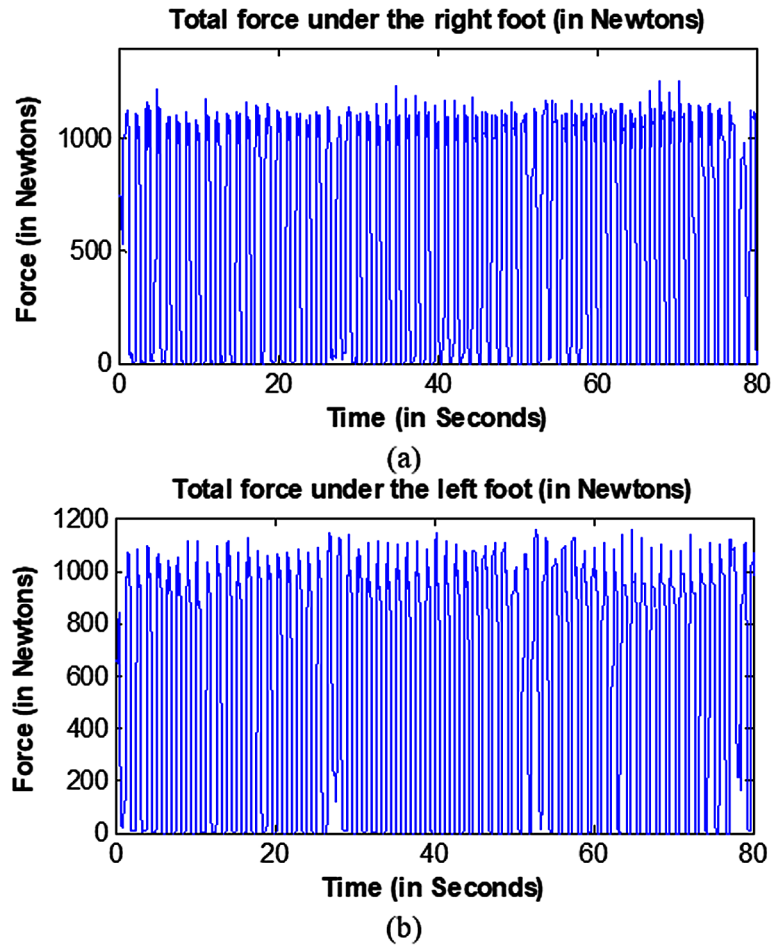 Total force under the right foot (in Newtons)
Force (in Newtons)
1000
500
0
0 20 40 60 80
Time (in Seconds)
(a)
Total force under the left foot (in Newtons)
Force (in Newtons)
1200
1000
800
600
400
200
0
0 20 40 60 80
Time (in Seconds)
(b)